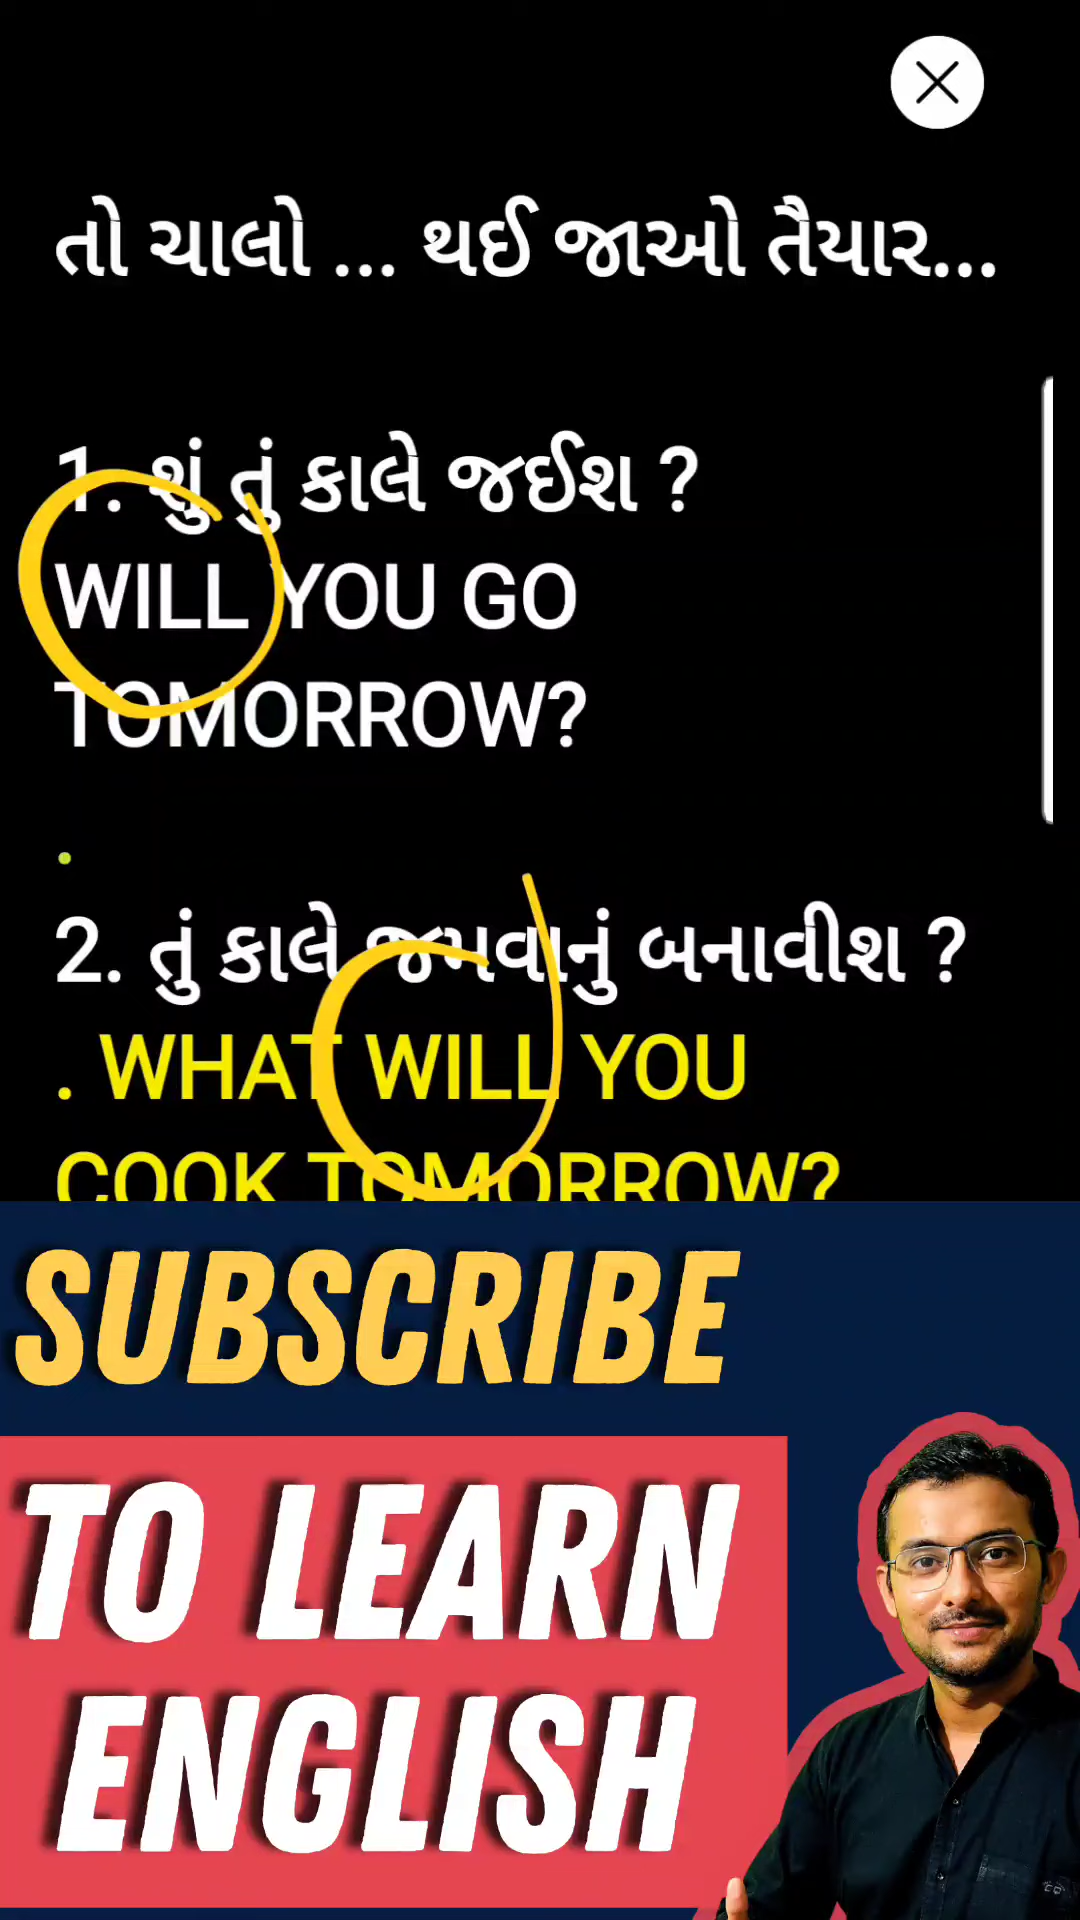 તો ચાલો ... થઈ જાઓ તૈયાર...
1. શું તું કાલે જઈશ ?
WILL YOU GO
TOMORROW?
.
2. તું કાલે જમવાનું બનાવીશ ?
. WHAT WILL YOU
COOK TOMORROW?
SUBSCRIBE
TO LEARN
ENGLISH